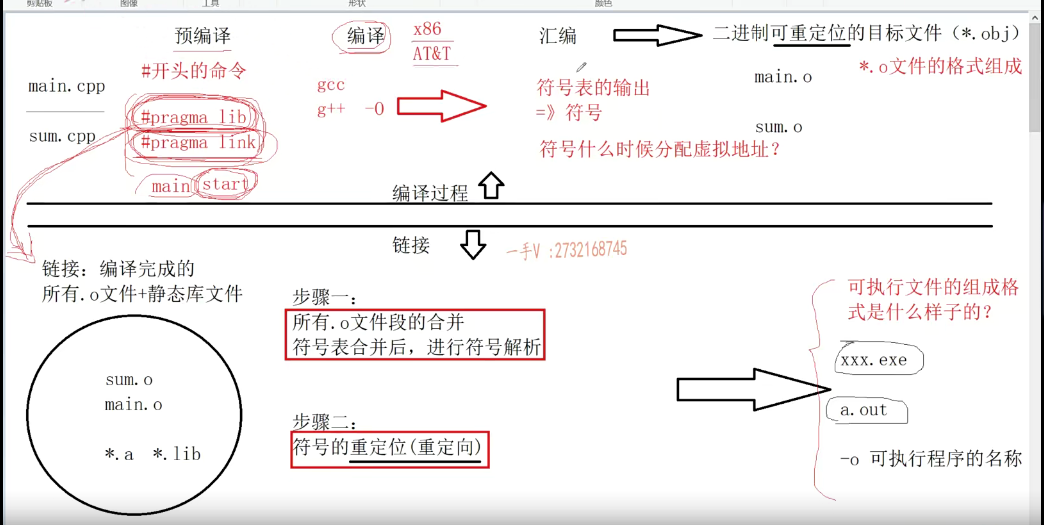 剪贴板
图像
工具
形状
颜色
预编译
编译
x86
AT&T
汇编
二进制可重定位的目标文件（*.obj）
main.cpp
sum.cpp
#开头的命令
#pragma lib
#pragma link
main start
gcc
g++ -O
符号表的输出
=》符号
符号什么时候分配虚拟地址？
main.o
sum.o
*.o文件的格式组成
编译过程
链接
一手V :2732168745
链接：编译完成的
所有.o文件+静态库文件
sum.o
main.o
*.a *.lib
步骤一：
所有.o文件段的合并
符号表合并后，进行符号解析
步骤二：
符号的重定位(重定向)
可执行文件的组成格
式是什么样子的？
xxx.exe
a.out
-o 可执行程序的名称